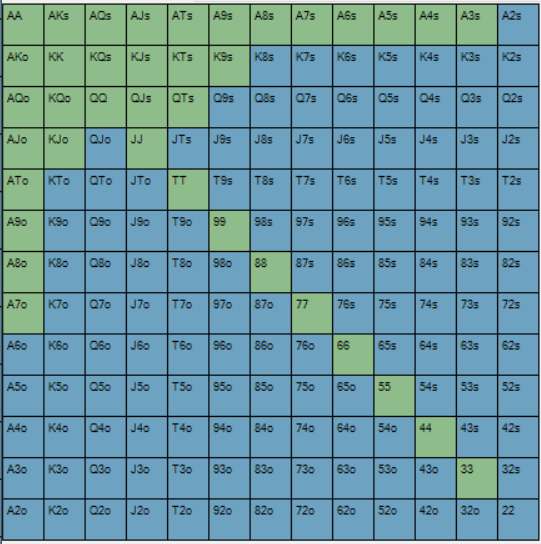 AA AKs AQs AJs ATs A9s A8s A7s A6s A5s A4s A3s A2s
AKo KK KQs KJs KTs K9s K8s K7s K6s K5s K4s K3s K2s
AQo KQo QQ QJs QTs Q9s Q8s Q7s Q6s Q5s Q4s Q3s Q2s
AJo KJo QJo JJ JTs J9s J8s J7s J6s J5s J4s J3s J2s
ATo KTo QTo JTo TT T9s T8s T7s T6s T5s T4s T3s T2s
A9o K9o Q9o J9o T9o 99 98s 97s 96s 95s 94s 93s 92s
A8o K8o Q8o J8o T8o 98o 88 87s 86s 85s 84s 83s 82s
A7o K7o Q7o J7o T7o 97o 87o 77 76s 75s 74s 73s 72s
A6o K6o Q6o J6o T6o 96o 86o 76o 66 65s 64s 63s 62s
A5o K5o Q5o J5o T5o 95o 85o 75o 65o 55 54s 53s 52s
A4o K4o Q4o J4o T4o 94o 84o 74o 64o 54o 44 43s 42s
A3o K3o Q3o J3o T3o 93o 83o 73o 63o 53o 43o 33 32s
A2o K2o Q2o J2o T2o 92o 82o 72o 62o 52o 42o 32o 22